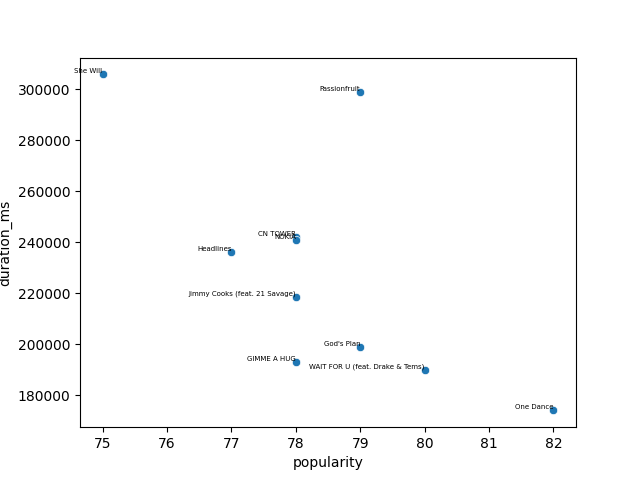 She Will
Passionfruit
CN TOWER
NOKIA
Headlines
Jimmy Cooks (feat. 21 Savage)
God's Plan
GIMME A HUG
WAIT FOR U (feat. Drake & Tems)
One Dance
300000
280000
260000
240000
220000
200000
180000
duration_ms
75 76 77 78 79 80 81 82
popularity